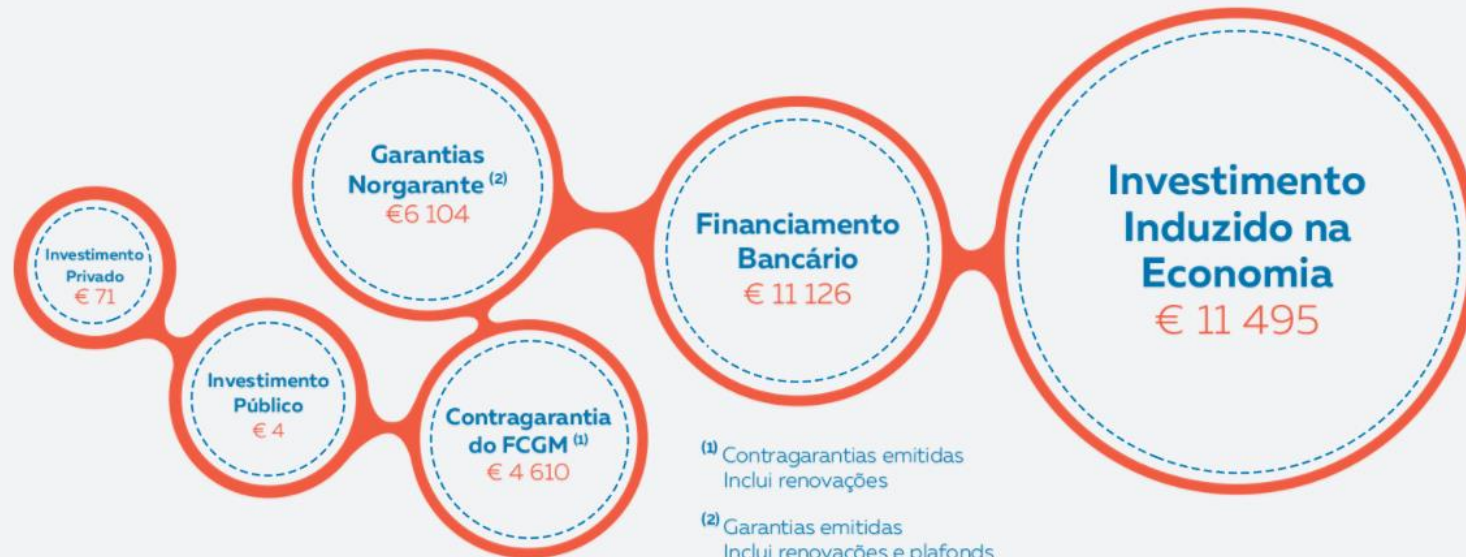 Investimento
Privado
€ 71
Investimento
Público
€ 4
Contragarantia
do FCGM (1)
€ 4 610
Garantias
Norgarante (2)
€6 104
Financiamento
Bancário
€ 11 126
Investimento
Induzido na
Economia
€ 11 495
(1) Contragarantias emitidas
Inclui renovações
(2) Garantias emitidas
Inclui renovações e plafonds